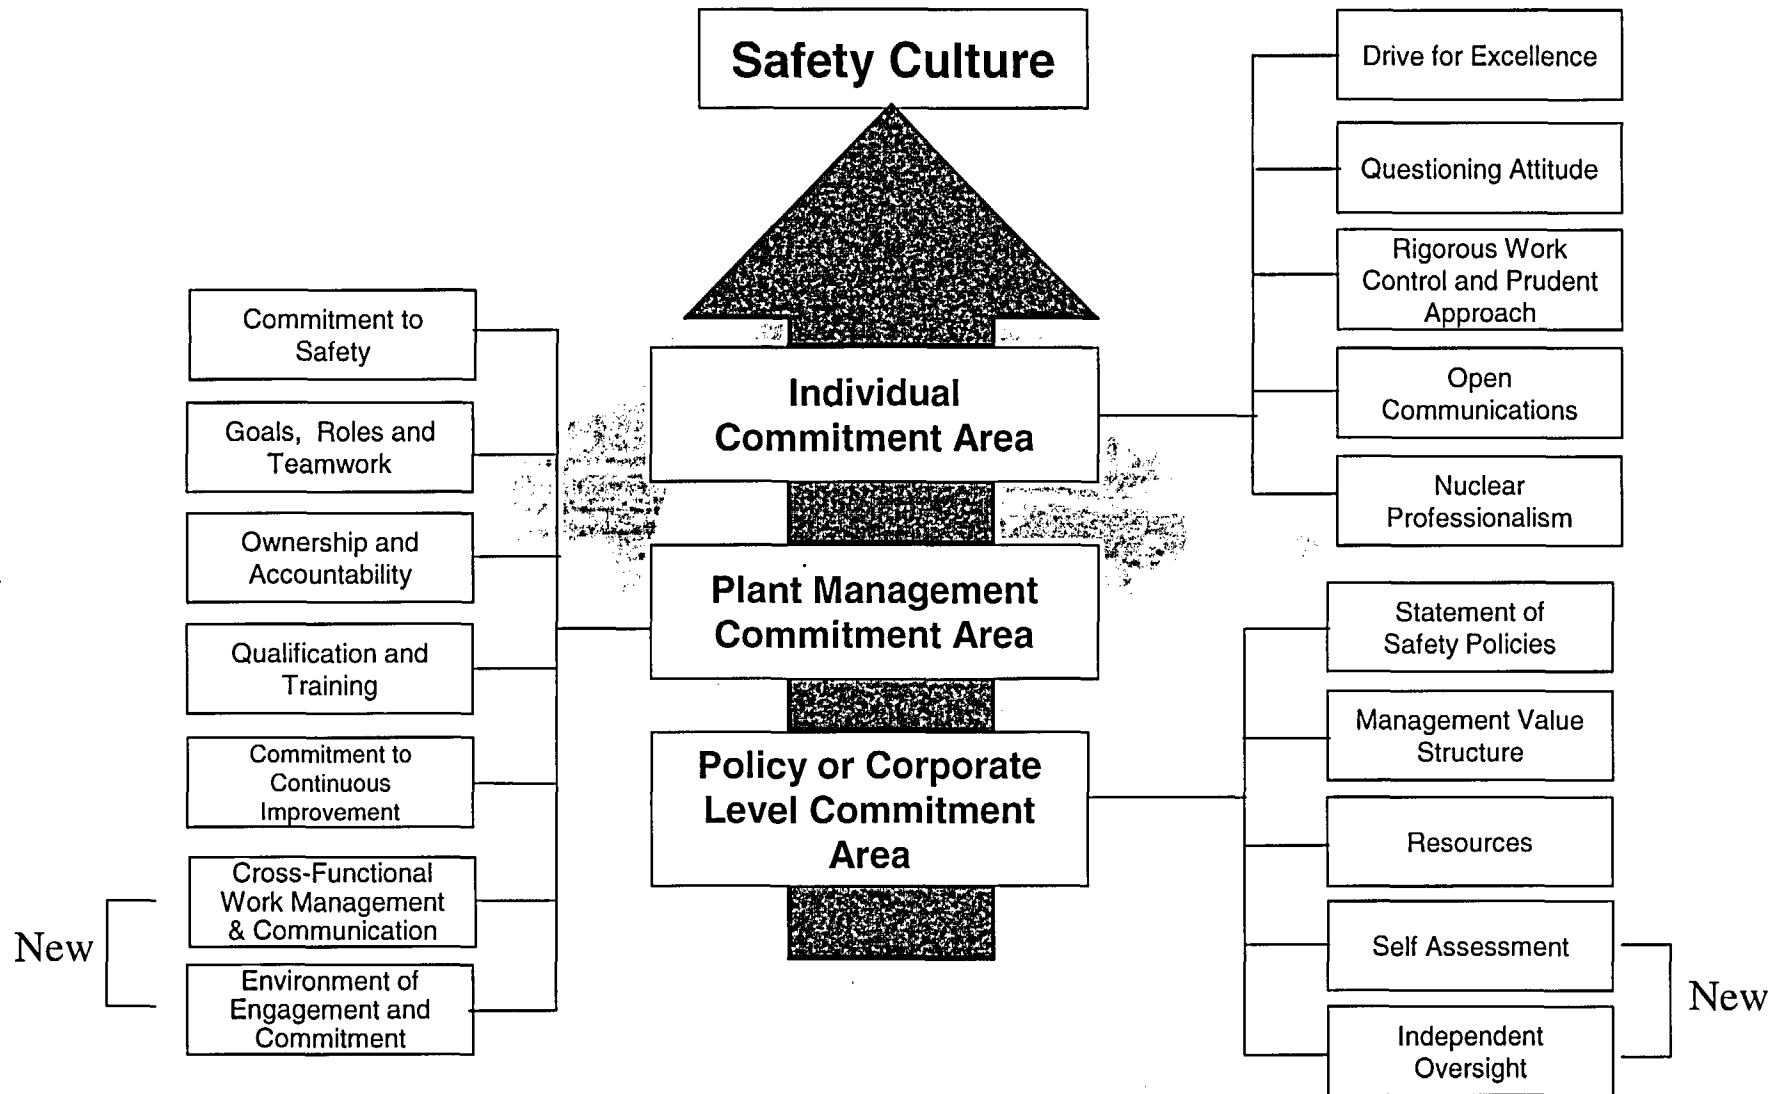 Safety Culture
Individual
Commitment Area
Plant Management
Commitment Area
Policy or Corporate
Level Commitment
Area
Commitment to
Safety
Goals, Roles and
Teamwork
Ownership and
Accountability
Qualification and
Training
Commitment to
Continuous
Improvement
Cross-Functional
Work Management
& Communication
Environment of
Engagement and
Commitment
New
Drive for Excellence
Questioning Attitude
Rigorous Work
Control and Prudent
Approach
Open
Communications
Nuclear
Professionalism
Statement of
Safety Policies
Management Value
Structure
Resources
Self Assessment
Independent
Oversight
New